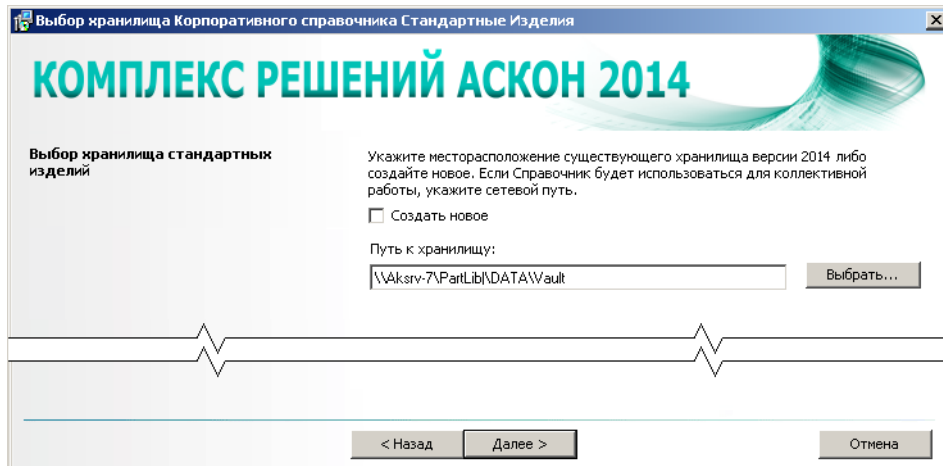 Выбор хранилища Корпоративного справочника Стандартные Изделия
КОМПЛЕКС РЕШЕНИЙ АСКОН 2014
Выбор хранилища стандартных
изделий
Укажите месторасположение существующего хранилища версии 2014 либо
создайте новое. Если Справочник будет использоваться для коллективной
работы, укажите сетевой путь.
Создать новое
Путь к хранилищу:
\\Aksrv-7\PartLib\DATA\Vault
Выбрать...
< Назад
Далее >
Отмена